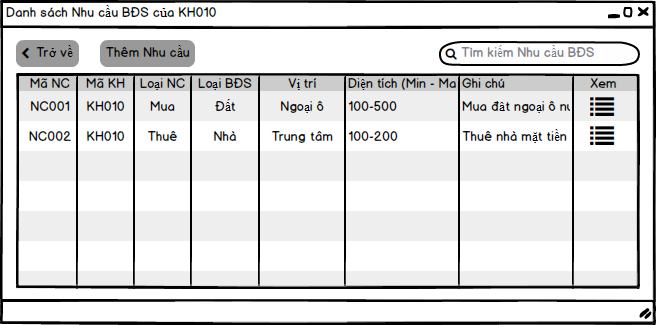 Danh sách Nhu cầu BĐS của KH010
Trở về Thêm Nhu cầu Tìm kiếm Nhu cầu BĐS
Mã NC Mã KH Loại NC Loại BĐS Vị trí Diện tích (Min - Ma Ghi chú Xem
NC001 KH010 Mua Đất Ngoại ô 100-500 Mua đất ngoại ô nư
NC002 KH010 Thuê Nhà Trung tâm 100-200 Thuê nhà mặt tiền